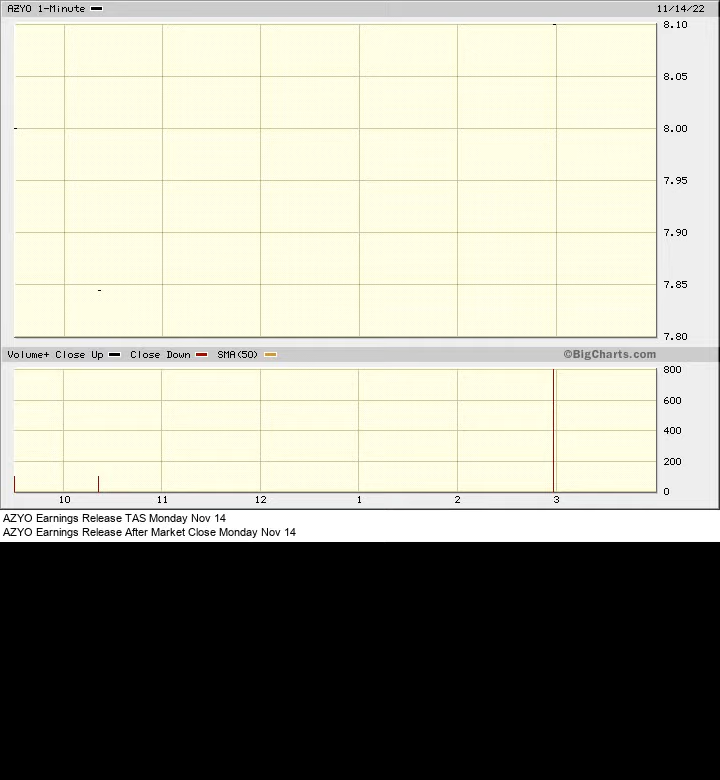 AZYO 1-Minute 11/14/22
8.10
8.05
8.00
7.95
7.90
7.85
7.80
Volume+ Close Up Close Down SMA(50) ©BigCharts.com
800
600
400
200
0
10 11 12 1 2 3
AZYO Earnings Release TAS Monday Nov 14
AZYO Earnings Release After Market Close Monday Nov 14